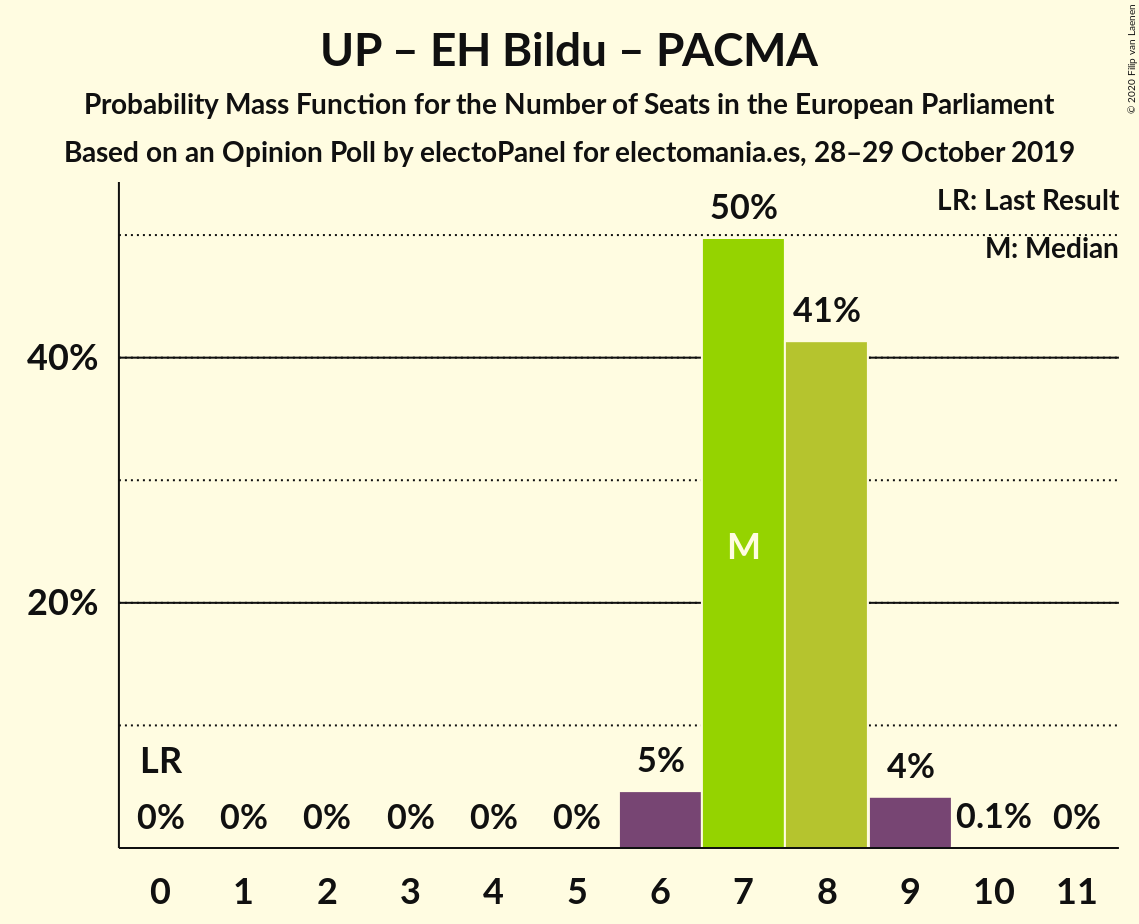 UP – EH Bildu – PACMA
Probability Mass Function for the Number of Seats in the European Parliament
Based on an Opinion Poll by electoPanel for electomania.es, 28–29 October 2019
© 2020 Filip van Laenen
LR: Last Result
M: Median
50%
41%
40%
M
20%
LR
5%
4%
0% 0% 0% 0% 0% 0% 0.1% 0%
0 1 2 3 4 5 6 7 8 9 10 11